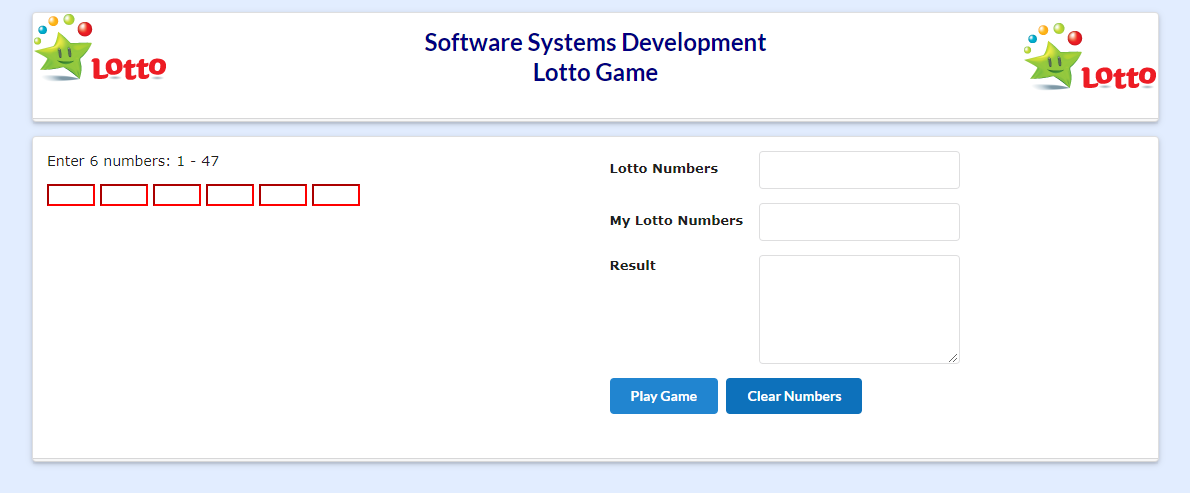 Lotto
Software Systems Development
Lotto Game
Lotto
Enter 6 numbers: 1 - 47
Lotto Numbers
My Lotto Numbers
Result
Play Game
Clear Numbers